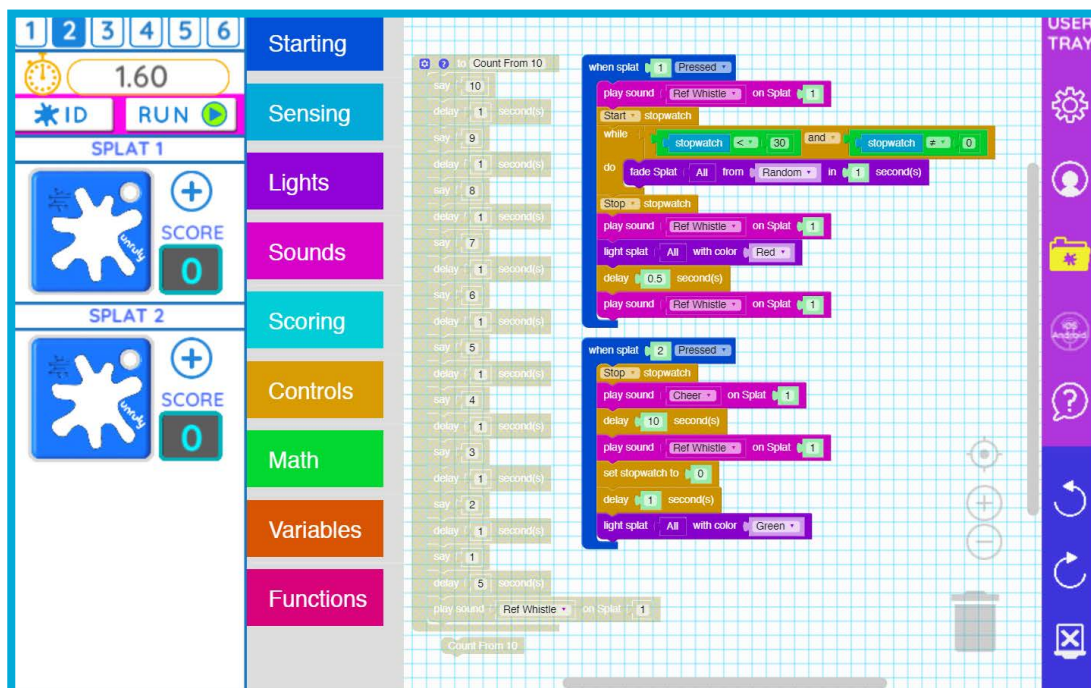 1 2 3 4 5 6
1.60
ID RUN
SPLAT 1
unruly
SCORE
0
SPLAT 2
unruly
SCORE
0
Starting
Sensing
Lights
Sounds
Scoring
Controls
Math
Variables
Functions
to Count From 10
say 10
delay 1 second(s)
say 9
delay 1 second(s)
say 8
delay 1 second(s)
say 7
delay 1 second(s)
say 6
delay 1 second(s)
say 5
delay 1 second(s)
say 4
delay 1 second(s)
say 3
delay 1 second(s)
say 2
delay 1 second(s)
say 1
delay 5 second(s)
play sound Ref Whistle on Splat 1
Count From 10
when splat 1 Pressed
play sound Ref Whistle on Splat 1
Start stopwatch
while stopwatch < 30 and stopwatch ≠ 0
do fade Splat All from Random in 1 second(s)
Stop stopwatch
play sound Ref Whistle on Splat 1
light splat All with color Red
delay 0.5 second(s)
play sound Ref Whistle on Splat 1
when splat 2 Pressed
Stop stopwatch
play sound Cheer on Splat 1
delay 10 second(s)
play sound Ref Whistle on Splat 1
set stopwatch to 0
delay 1 second(s)
light splat All with color Green
USER
TRAY
iOS
Android